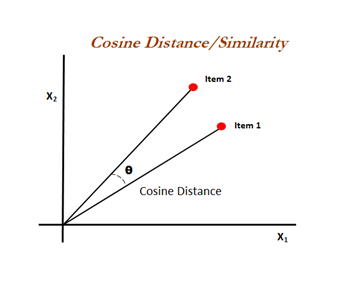 Cosine Distance/Similarity
Item 2
X₂
Item 1
θ
Cosine Distance
X₁